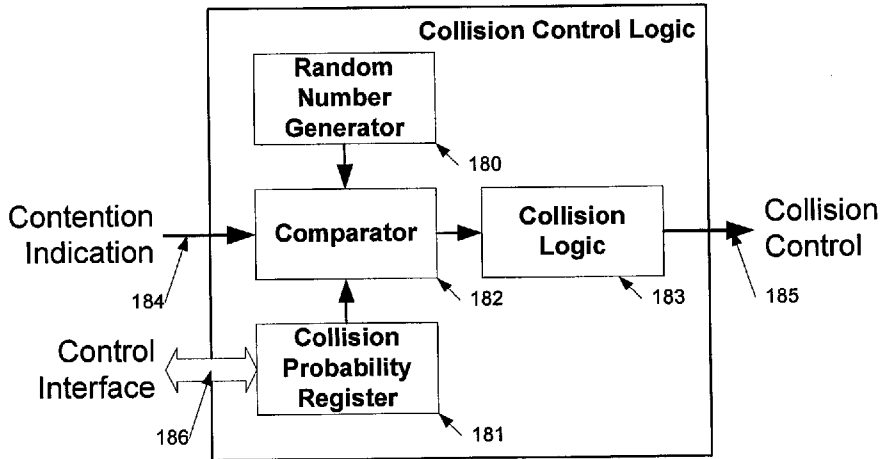 Collision Control Logic
Random
Number
Generator
180
Contention
Indication
184
Comparator
182
Collision
Logic
183
Collision
Control
185
Control
Interface
186
Collision
Probability
Register
181